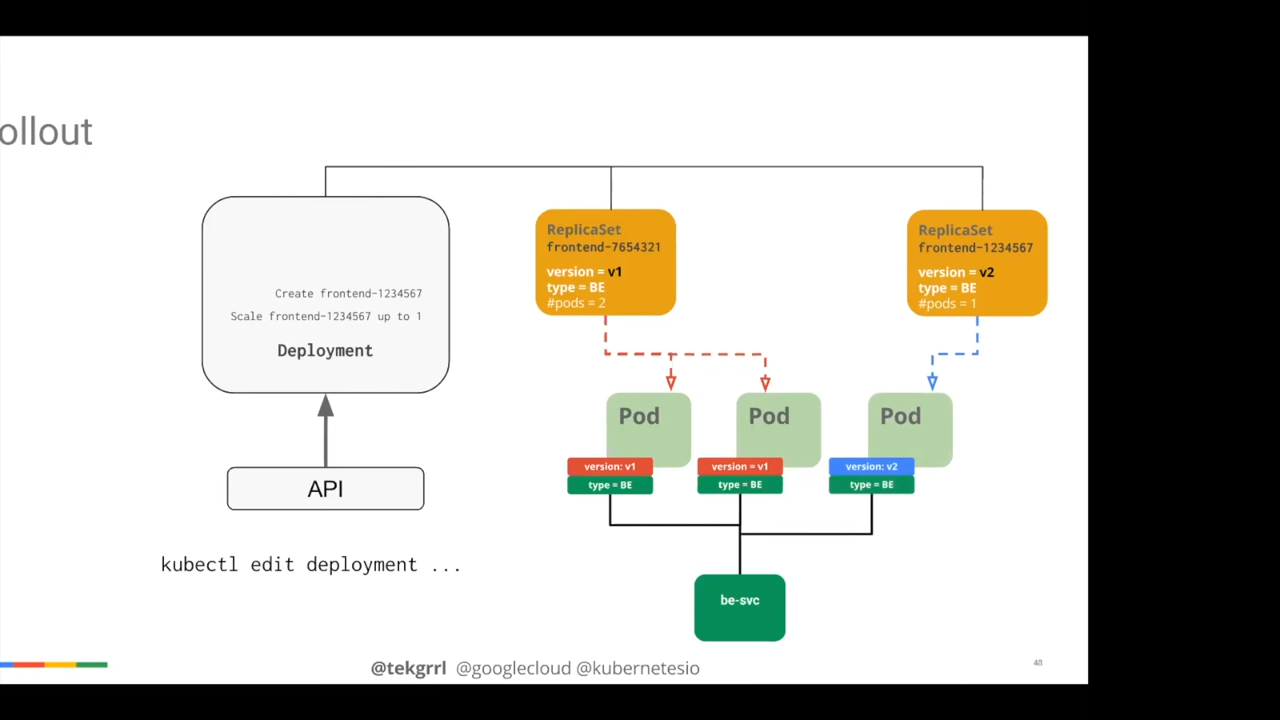 ollout
ReplicaSet
frontend-7654321
version = v1
type = BE
#pods = 2
ReplicaSet
frontend-1234567
version = v2
type = BE
#pods = 1
Create frontend-1234567
Scale frontend-1234567 up to 1
Deployment
Pod
Pod
Pod
version: v1
type = BE
version = v1
type = BE
version: v2
type = BE
API
kubectl edit deployment ...
be-svc
@tekgrrl @googlecloud @kubernetesio
48